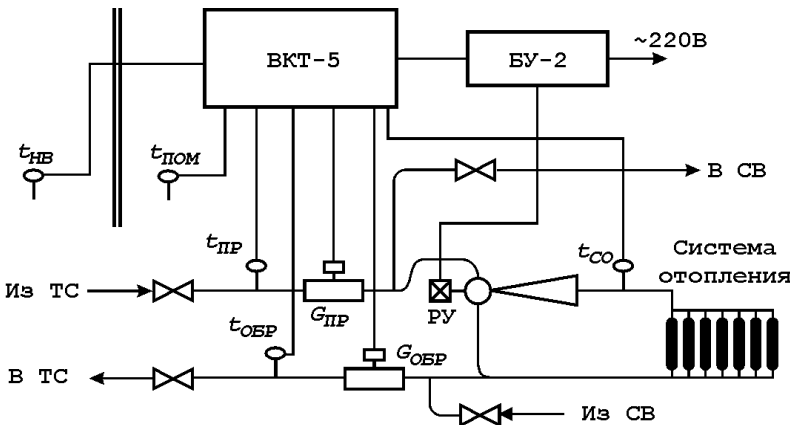 ВКТ-5
БУ-2
~220В
tНВ
tПОМ
В СВ
tПР
tСО
Система
отопления
Из ТС
GПР
РУ
tОБР
GОБР
В ТС
Из СВ